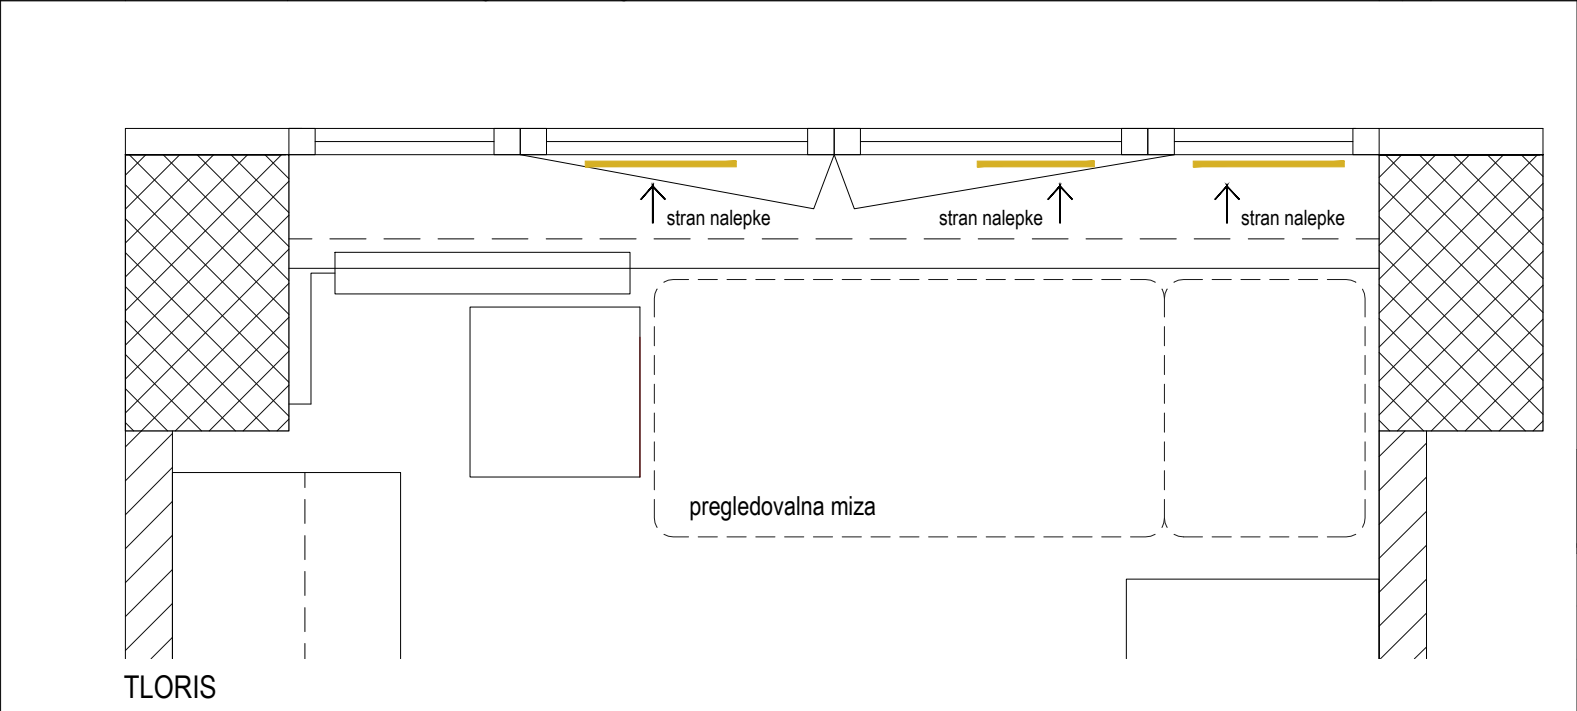 stran nalepke
stran nalepke
stran nalepke
pregledovalna miza
TLORIS